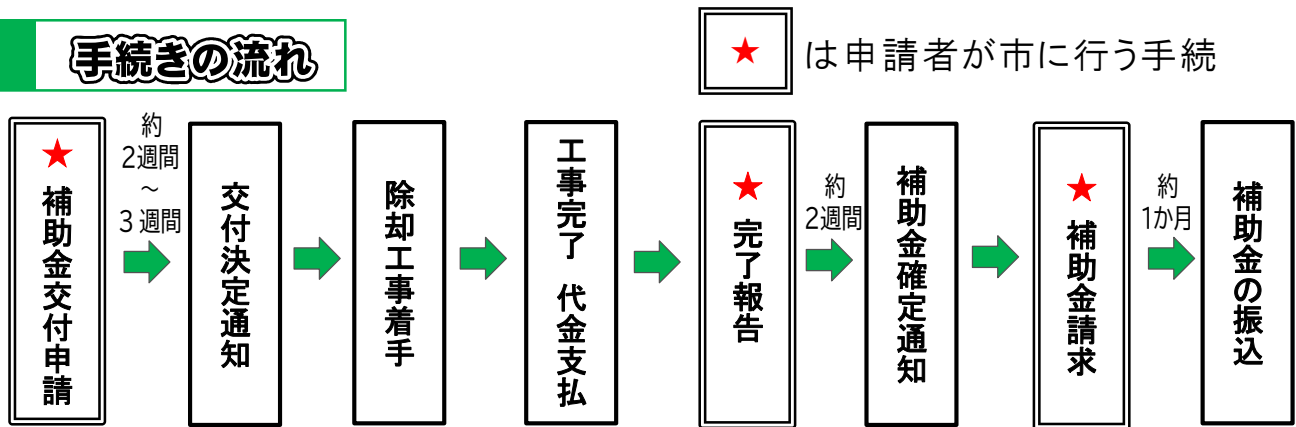 手続きの流れ
★は申請者が市に行う手続
★補助金交付申請
約
2週間
~
3週間
交付決定通知
除却工事着手
工事完了 代金支払
★完了報告
約
2週間
補助金確定通知
★補助金請求
約
1か月
補助金の振込